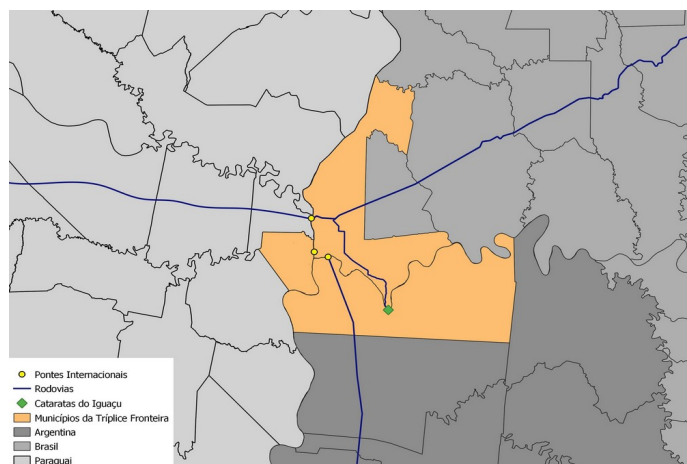 Pontes Internacionais
Rodovias
Cataratas do Iguaçu
Municípios da Tríplice Fronteira
Argentina
Brasil
Paraguai